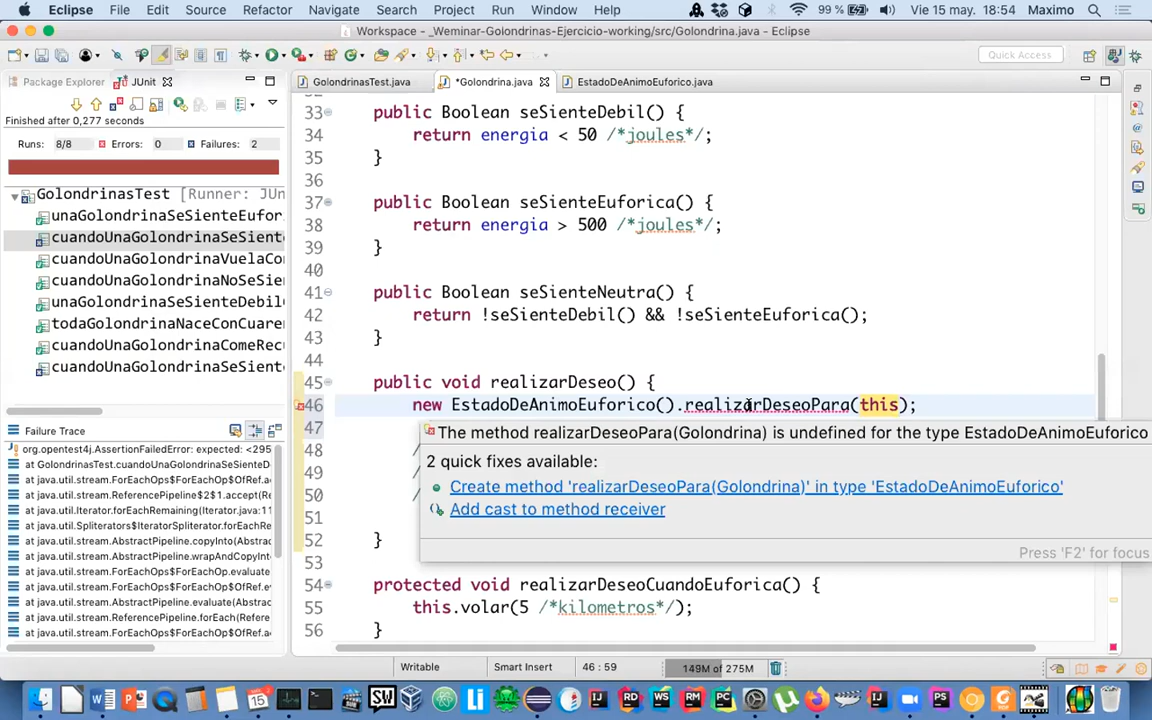 Eclipse File Edit Source Refactor Navigate Search Project Run Window Help 99 % Vie 15 may. 18:54 Maximo
Workspace - _Weminar-Golondrinas-Ejercicio-working/src/Golondrina.java - Eclipse
Quick Access
Package Explorer JUnit
GolondrinasTest.java *Golondrina.java EstadoDeAnimoEuforico.java
Finished after 0,277 seconds
Runs: 8/8 Errors: 0 Failures: 2
GolondrinasTest [Runner: JUn
unaGolondrinaSeSienteEufor
cuandoUnaGolondrinaSeSient
cuandoUnaGolondrinaVuelaCo
cuandoUnaGolondrinaNoSeSie
unaGolondrinaSeSienteDebil
todaGolondrinaNaceConCuare
cuandoUnaGolondrinaComeRec
cuandoUnaGolondrinaSeSient
Failure Trace
org.opentest4j.AssertionFailedError: expected: <295
at GolondrinasTest.cuandoUnaGolondrinaSeSienteD
at java.util.stream.ForEachOps$ForEachOp$OfRef.a
at java.util.stream.ReferencePipeline$2$1.accept(R
at java.util.Iterator.forEachRemaining(Iterator.java:11
at java.util.Spliterators$IteratorSpliterator.forEachR
at java.util.stream.AbstractPipeline.copyInto(Abstra
at java.util.stream.AbstractPipeline.wrapAndCopyInt
at java.util.stream.ForEachOps$ForEachOp.evaluate
at java.util.stream.ForEachOps$ForEachOp$OfRef.e
at java.util.stream.AbstractPipeline.evaluate(Abstrac
at java.util.stream.ReferencePipeline.forEach(Refere
at java.util.stream.ForEachOps$ForEachOp$OfRef.a
33 public Boolean seSienteDebil() {
34 return energia < 50 /*joules*/;
35 }
36
37 public Boolean seSienteEuforica() {
38 return energia > 500 /*joules*/;
39 }
40
41 public Boolean seSienteNeutra() {
42 return !seSienteDebil() && !seSienteEuforica();
43 }
44
45 public void realizarDeseo() {
46 new EstadoDeAnimoEuforico().realizarDeseoPara(this);
47
48 /
49 /
50 /
51
52 }
53
54 protected void realizarDeseoCuandoEuforica() {
55 this.volar(5 /*kilometros*/);
56 }
The method realizarDeseoPara(Golondrina) is undefined for the type EstadoDeAnimoEuforico
2 quick fixes available:
Create method 'realizarDeseoPara(Golondrina)' in type 'EstadoDeAnimoEuforico'
Add cast to method receiver
Press 'F2' for focus
Writable Smart Insert 46 : 59 149M of 275M